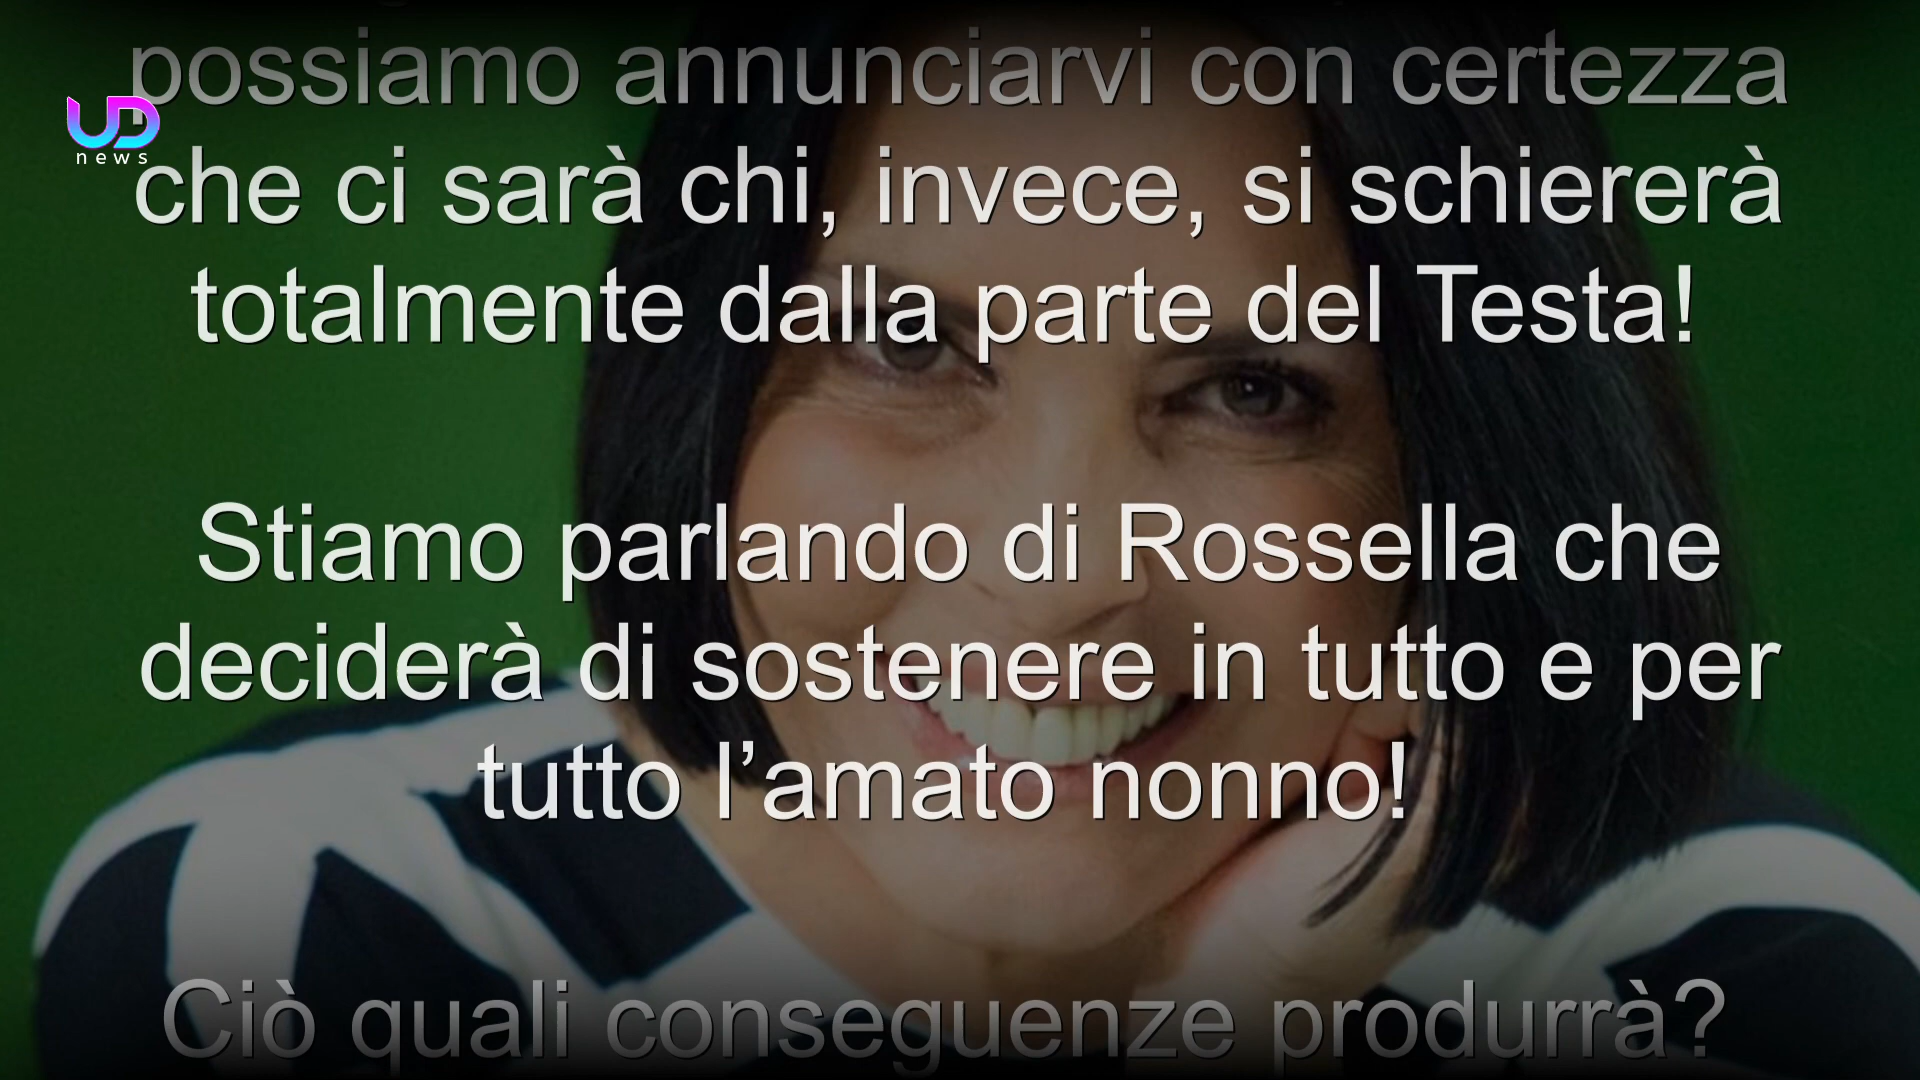 possiamo annunciarvi con certezza
UD
news
che ci sarà chi, invece, si schiererà
totalmente dalla parte del Testa!
Stiamo parlando di Rossella che
deciderà di sostenere in tutto e per
tutto l’amato nonno!
Ciò quali conseguenze produrrà?